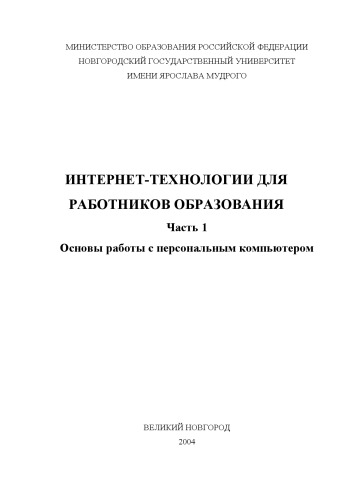 МИНИСТЕРСТВО ОБРАЗОВАНИЯ РОССИЙСКОЙ ФЕДЕРАЦИИ
НОВГОРОДСКИЙ ГОСУДАРСТВЕННЫЙ УНИВЕРСИТЕТ
ИМЕНИ ЯРОСЛАВА МУДРОГО
ИНТЕРНЕТ-ТЕХНОЛОГИИ ДЛЯ
РАБОТНИКОВ ОБРАЗОВАНИЯ
Часть 1
Основы работы с персональным компьютером
ВЕЛИКИЙ НОВГОРОД
2004